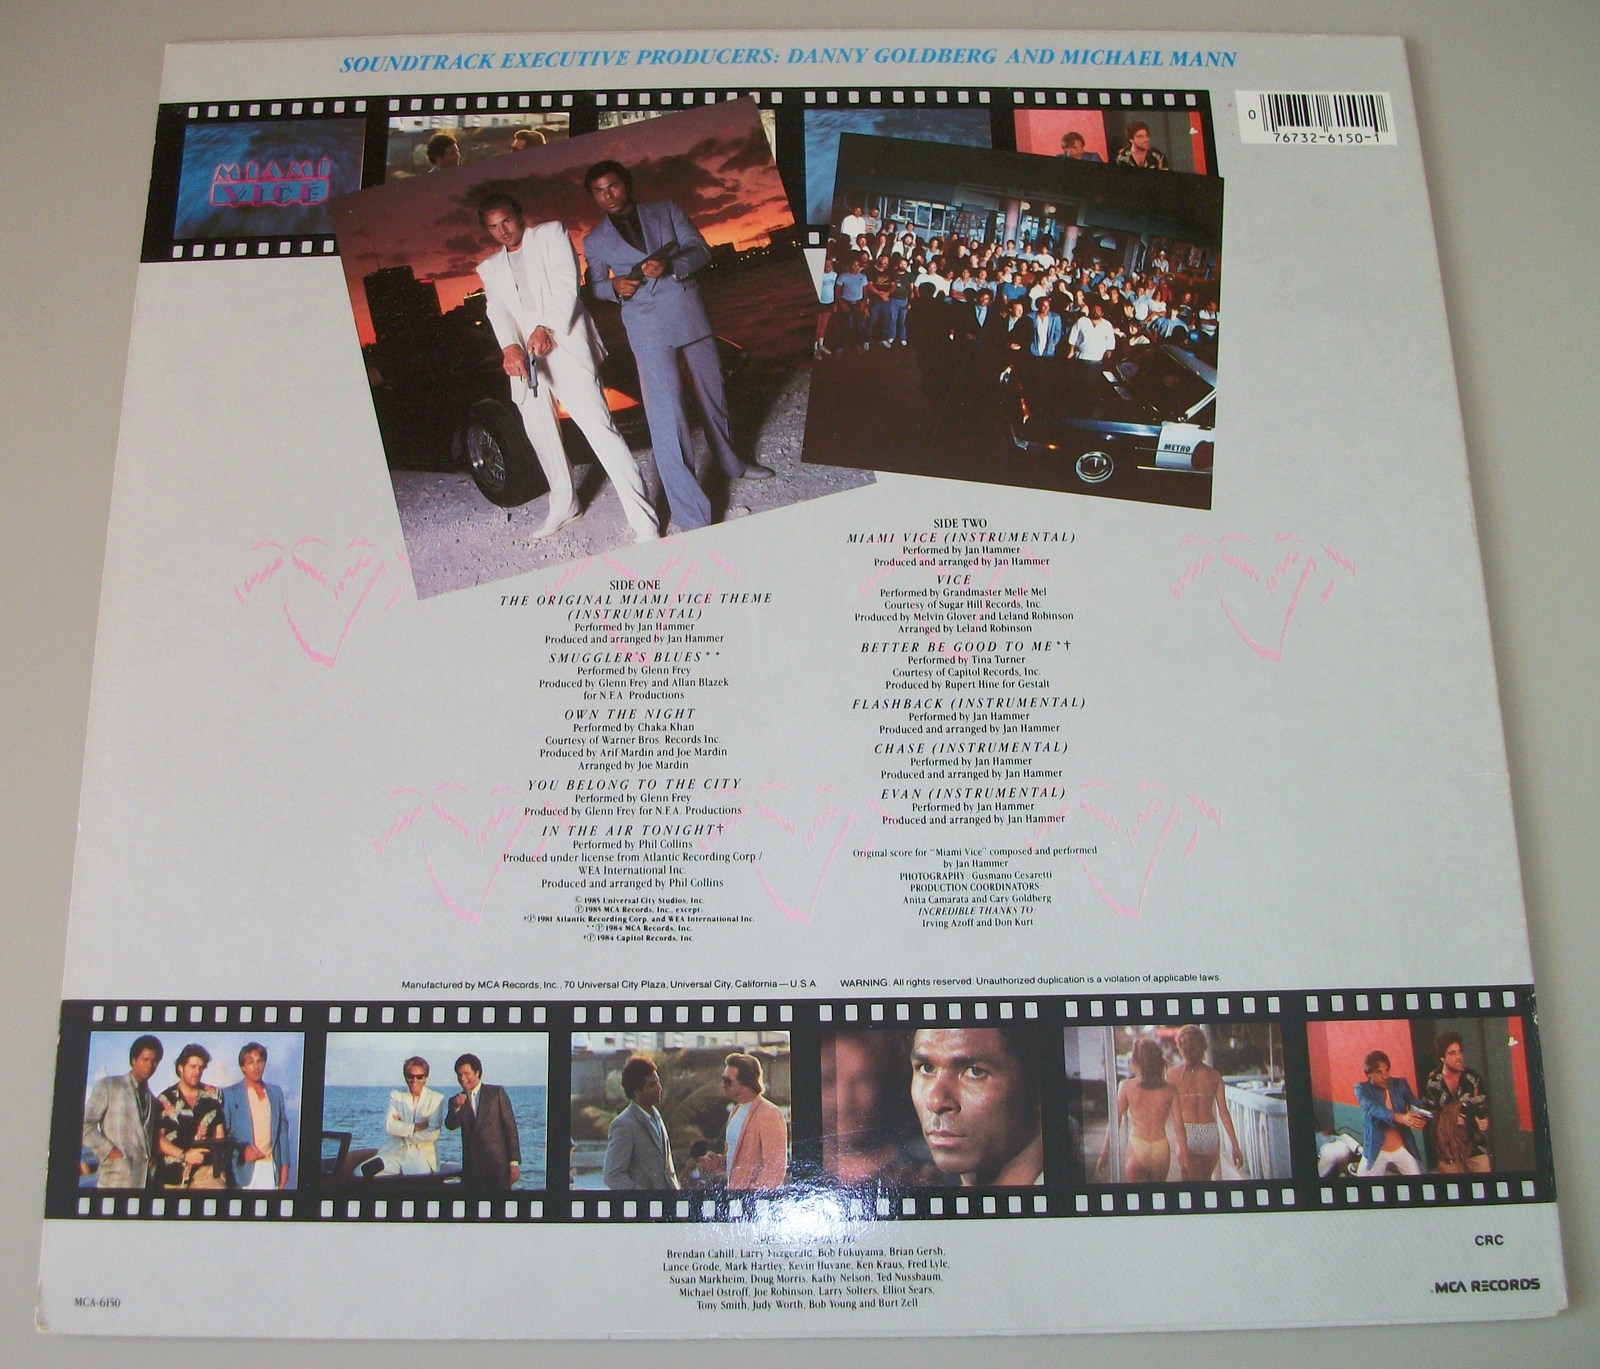 SOUNDTRACK EXECUTIVE PRODUCERS: DANNY GOLDBERG AND MICHAEL MANN
0
76732-6150-1
MIAMI
VICE
METRO
SIDE ONE
THE ORIGINAL MIAMI VICE THEME
(INSTRUMENTAL)
Performed by Jan Hammer
Produced and arranged by Jan Hammer
SMUGGLER'S BLUES**
Performed by Glenn Frey
Produced by Glenn Frey and Allan Blazek
for N.F.A. Productions
OWN THE NIGHT
Performed by Chaka Khan
Courtesy of Warner Bros. Records Inc.
Produced by Arif Mardin and Joe Mardin
Arranged by Joe Mardin
YOU BELONG TO THE CITY
Performed by Glenn Frey
Produced by Glenn Frey for N.F.A. Productions
IN THE AIR TONIGHT†
Performed by Phil Collins
Produced under license from Atlantic Recording Corp./
WEA International Inc.
Produced and arranged by Phil Collins
© 1985 Universal City Studios, Inc.
℗ 1985 MCA Records, Inc., except:
†℗ 1981 Atlantic Recording Corp. and WEA International Inc.
**℗ 1984 MCA Records, Inc.
*†℗ 1984 Capitol Records, Inc.
SIDE TWO
MIAMI VICE (INSTRUMENTAL)
Performed by Jan Hammer
Produced and arranged by Jan Hammer
VICE
Performed by Grandmaster Melle Mel
Courtesy of Sugar Hill Records, Inc.
Produced by Melvin Glover and Leland Robinson
Arranged by Leland Robinson
BETTER BE GOOD TO ME*†
Performed by Tina Turner
Courtesy of Capitol Records, Inc.
Produced by Rupert Hine for Gestalt
FLASHBACK (INSTRUMENTAL)
Performed by Jan Hammer
Produced and arranged by Jan Hammer
CHASE (INSTRUMENTAL)
Performed by Jan Hammer
Produced and arranged by Jan Hammer
EVAN (INSTRUMENTAL)
Performed by Jan Hammer
Produced and arranged by Jan Hammer
Original score for "Miami Vice" composed and performed
by Jan Hammer
PHOTOGRAPHY: Gusmano Cesaretti
PRODUCTION COORDINATORS:
Anita Camarata and Cary Goldberg
INCREDIBLE THANKS TO:
Irving Azoff and Don Kurt
Manufactured by MCA Records, Inc., 70 Universal City Plaza, Universal City, California — U.S.A. WARNING: All rights reserved. Unauthorized duplication is a violation of applicable laws.
SPECIAL THANKS TO:
Brendan Cahill, Larry Fitzgerald, Bob Fukuyama, Brian Gersh,
Lance Grode, Mark Hartley, Kevin Huvane, Ken Kraus, Fred Lyle,
Susan Markheim, Doug Morris, Kathy Nelson, Ted Nussbaum,
Michael Ostroff, Joe Robinson, Larry Solters, Elliot Sears,
Tony Smith, Judy Worth, Bob Young and Burt Zell
CRC
MCA RECORDS
MCA-6150